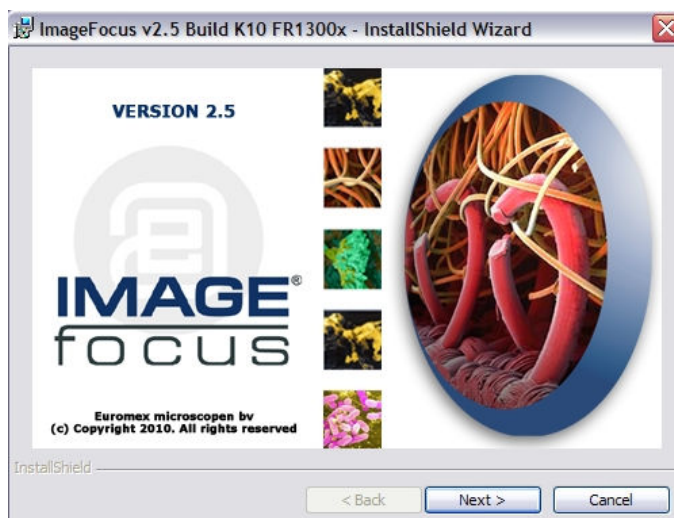 ImageFocus v2.5 Build K10 FR1300x - InstallShield Wizard
VERSION 2.5
IMAGE®
focus
Euromex microscopen bv
(c) Copyright 2010. All rights reserved
InstallShield
< Back
Next >
Cancel